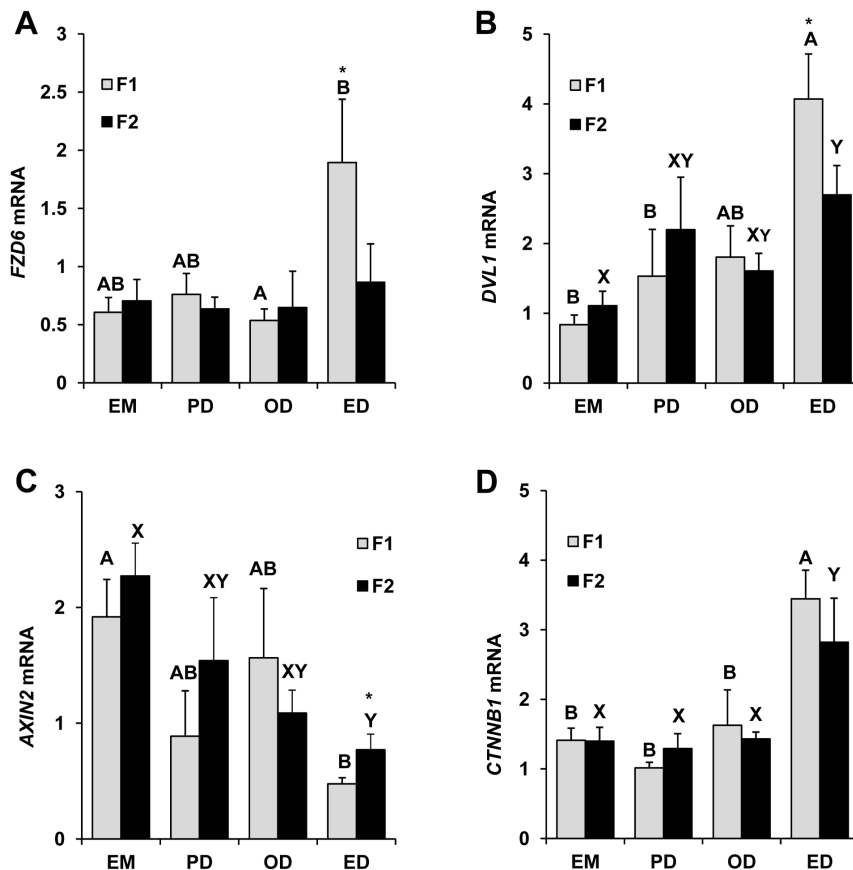 A
FZD6 mRNA
3
2.5
2
1.5
1
0.5
0
F1
F2
AB
AB
A
*
B
EM PD OD ED
B
DVL1 mRNA
5
4
3
2
1
0
F1
F2
B X
B XY
AB XY
*
A
Y
EM PD OD ED
C
AXIN2 mRNA
3
2
1
0
F1
F2
A X
AB XY
AB XY
B
*
Y
EM PD OD ED
D
CTNNB1 mRNA
5
4
3
2
1
0
F1
F2
B X
B X
B X
A Y
EM PD OD ED